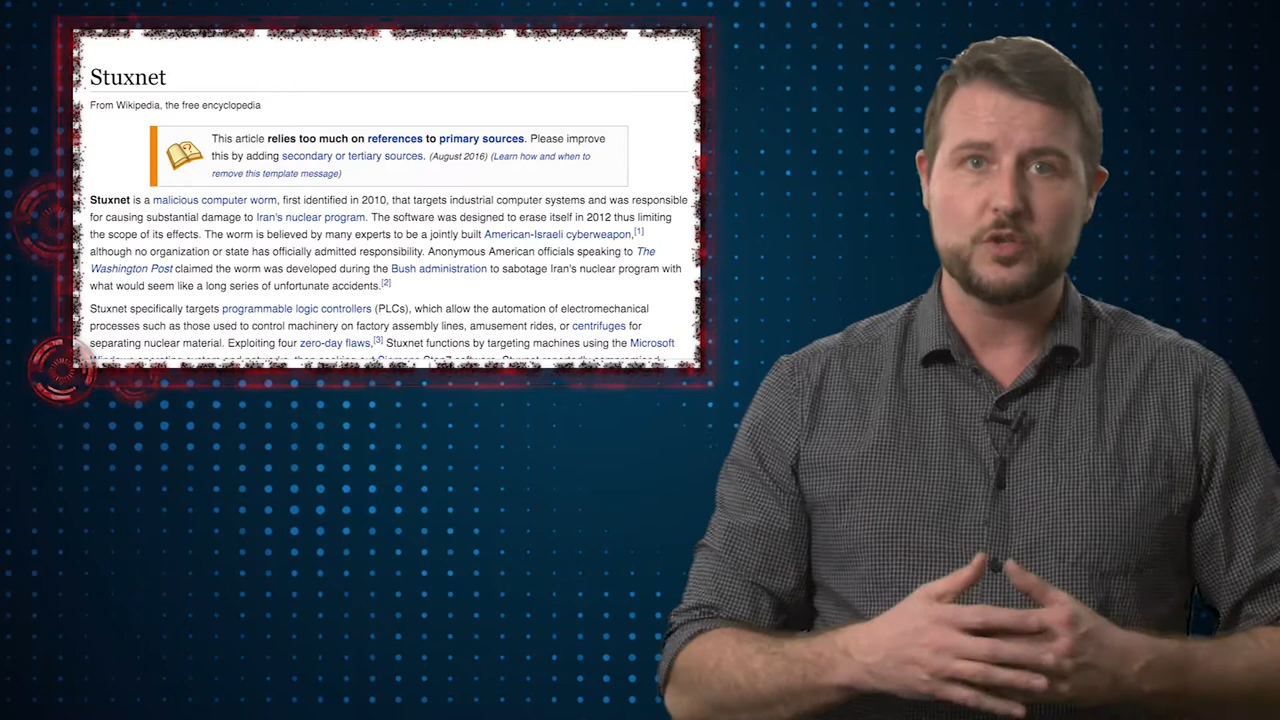 Stuxnet
From Wikipedia, the free encyclopedia
This article relies too much on references to primary sources. Please improve
this by adding secondary or tertiary sources. (August 2016) (Learn how and when to
remove this template message)
Stuxnet is a malicious computer worm, first identified in 2010, that targets industrial computer systems and was responsible
for causing substantial damage to Iran's nuclear program. The software was designed to erase itself in 2012 thus limiting
the scope of its effects. The worm is believed by many experts to be a jointly built American-Israeli cyberweapon,[1]
although no organization or state has officially admitted responsibility. Anonymous American officials speaking to The
Washington Post claimed the worm was developed during the Bush administration to sabotage Iran's nuclear program with
what would seem like a long series of unfortunate accidents.[2]
Stuxnet specifically targets programmable logic controllers (PLCs), which allow the automation of electromechanical
processes such as those used to control machinery on factory assembly lines, amusement rides, or centrifuges for
separating nuclear material. Exploiting four zero-day flaws,[3] Stuxnet functions by targeting machines using the Microsoft